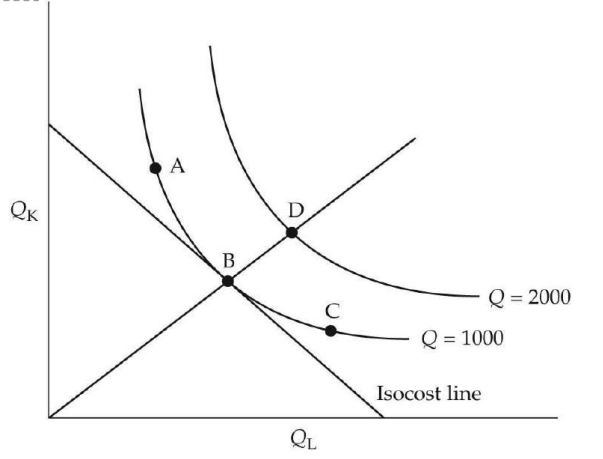 A
Q_K
D
B
Q = 2000
C
Q = 1000
Isocost line
Q_L